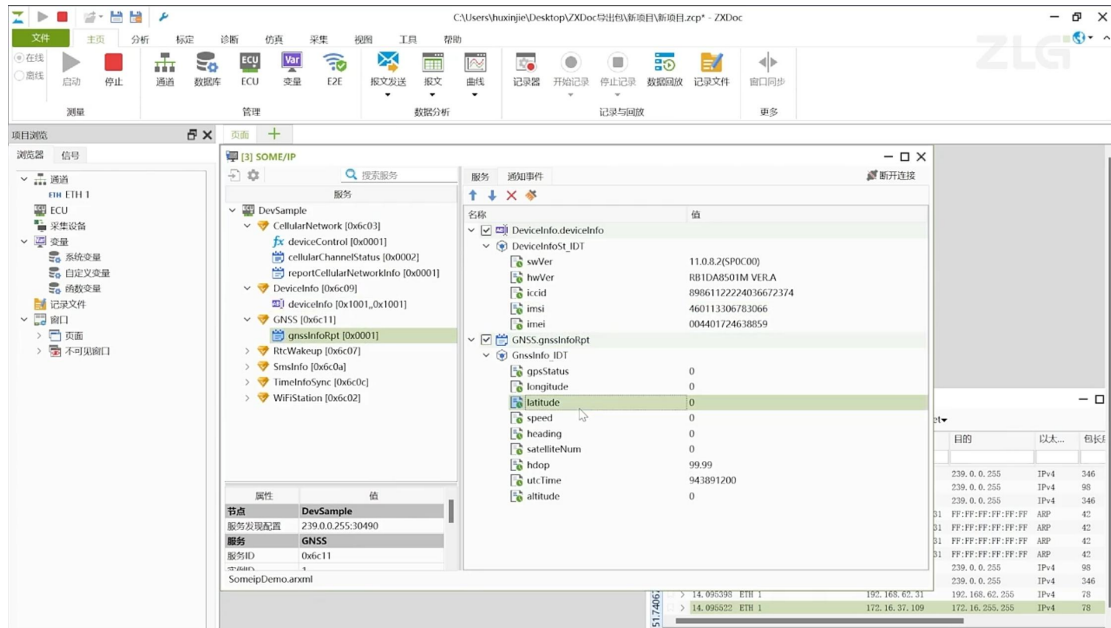 C:\Users\huxinjie\Desktop\ZXDoc导出包\新项目\新项目.zcp* - ZXDoc
文件 主页 分析 标定 诊断 仿真 采集 视图 工具 帮助
ZLG
在线
离线
启动 停止 通道 数据库 ECU 变量 E2E 报文发送 报文 曲线 记录器 开始记录 停止记录 数据回放 记录文件 窗口同步
测量 管理 数据分析 记录与回放 更多
项目浏览
浏览器 信号
通道
ETH ETH 1
ECU
采集设备
变量
系统变量
自定义变量
函数变量
记录文件
窗口
页面
不可见窗口
页面
[3] SOME/IP
搜索服务
服务
DevSample
CellularNetwork [0x6c03]
fx deviceControl [0x0001]
cellularChannelStatus [0x0002]
reportCellularNetworkInfo [0x0001]
DeviceInfo [0x6c09]
deviceInfo [0x1001,,0x1001]
GNSS [0x6c11]
gnssInfoRpt [0x0001]
RtcWakeup [0x6c07]
SmsInfo [0x6c0a]
TimeInfoSync [0x6c0c]
WiFiStation [0x6c02]
属性 值
节点 DevSample
服务发现配置 239.0.0.255:30490
服务 GNSS
服务ID 0x6c11
SomeipDemo.arxml
服务 通知事件 断开连接
名称 值
DeviceInfo.deviceInfo
DeviceInfoSt_IDT
swVer 11.0.8.2(SP0C00)
hwVer RB1DA8501M VER.A
iccid 89861122224036672374
imsi 460113306783066
imei 004401724638859
GNSS.gnssInfoRpt
GnssInfo_IDT
gpsStatus 0
longitude 0
latitude 0
speed 0
heading 0
satelliteNum 0
hdop 99.99
utcTime 943891200
altitude 0
目的 以太... 包长
239.0.0.255 IPv4 346
239.0.0.255 IPv4 98
239.0.0.255 IPv4 346
31 FF:FF:FF:FF:FF:FF ARP 42
31 FF:FF:FF:FF:FF:FF ARP 42
31 FF:FF:FF:FF:FF:FF ARP 42
239.0.0.255 IPv4 98
239.0.0.255 IPv4 346
14.095398 ETH 1 192.168.62.31 192.168.62.255 IPv4 78
14.095522 ETH 1 172.16.37.109 172.16.255.255 IPv4 78